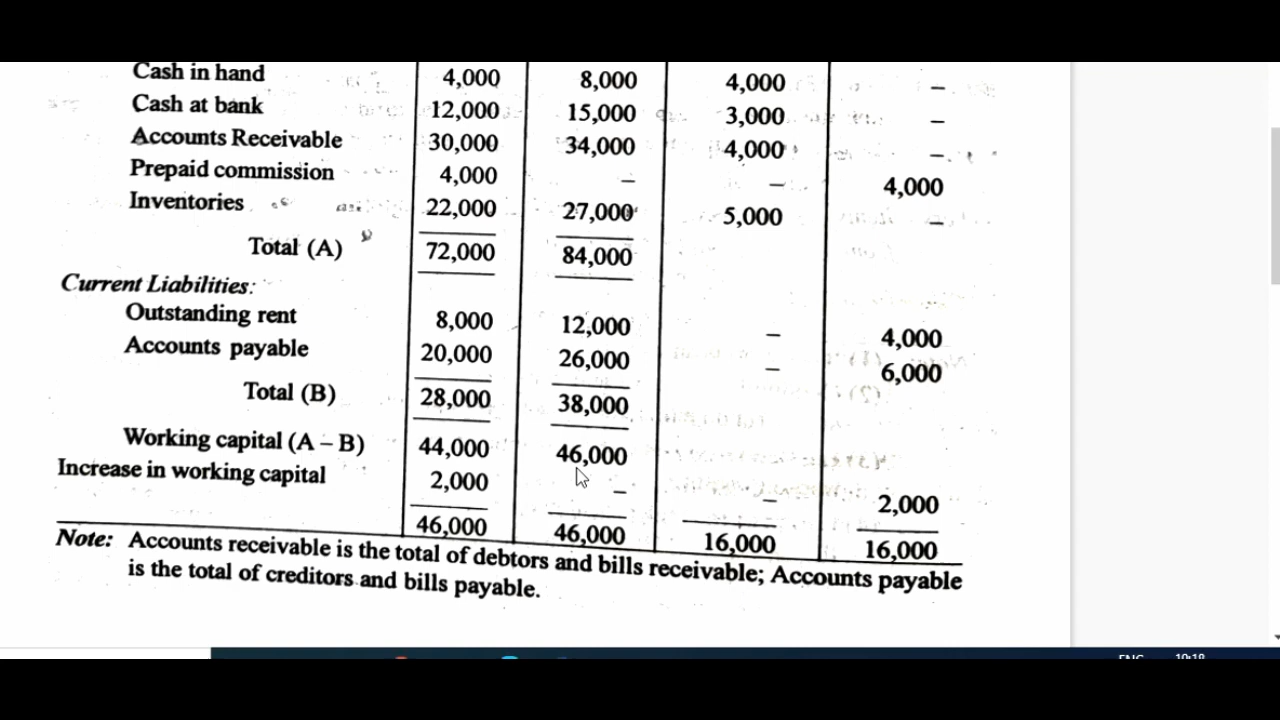 Cash in hand 4,000 8,000 4,000 –
Cash at bank 12,000 15,000 3,000 –
Accounts Receivable 30,000 34,000 4,000 –
Prepaid commission 4,000 – – 4,000
Inventories 22,000 27,000 5,000 –
Total (A) 72,000 84,000
Current Liabilities:
Outstanding rent 8,000 12,000 – 4,000
Accounts payable 20,000 26,000 – 6,000
Total (B) 28,000 38,000
Working capital (A – B) 44,000 46,000
Increase in working capital 2,000 – – 2,000
46,000 46,000 16,000 16,000
Note: Accounts receivable is the total of debtors and bills receivable; Accounts payable
is the total of creditors and bills payable.